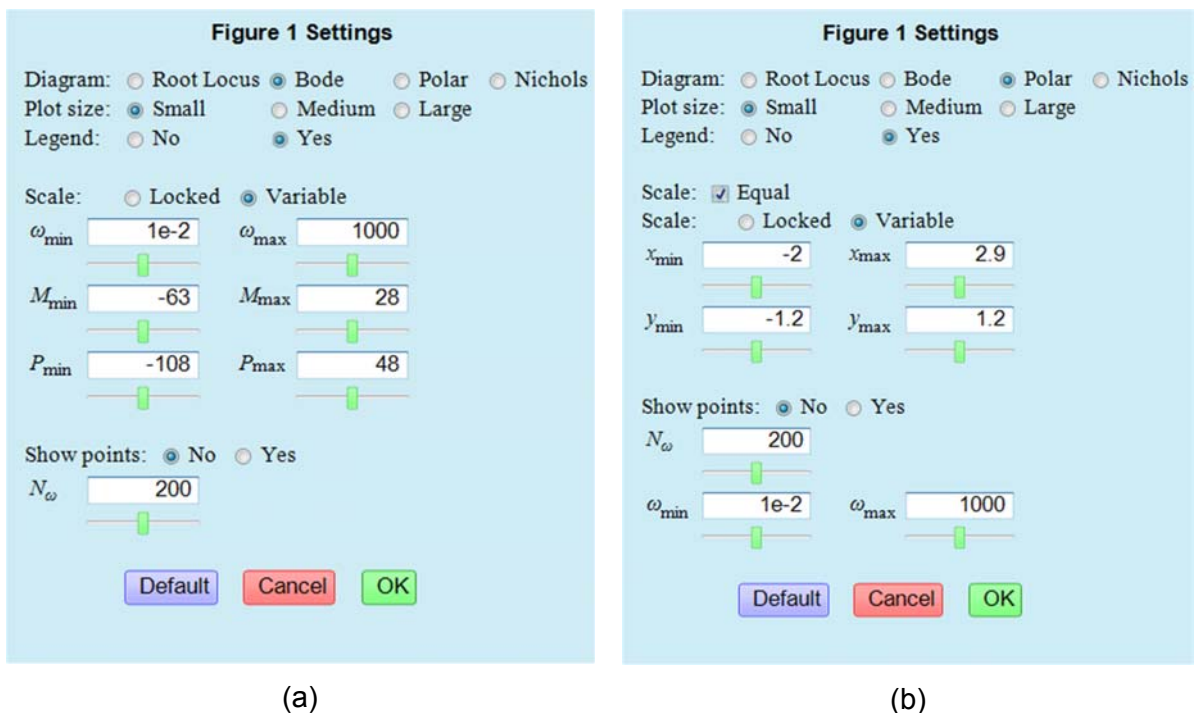 Figure 1 Settings
Diagram: Root Locus Bode Polar Nichols
Plot size: Small Medium Large
Legend: No Yes
Scale: Locked Variable
ωmin 1e-2 ωmax 1000
Mmin -63 Mmax 28
Pmin -108 Pmax 48
Show points: No Yes
Nω 200
Default Cancel OK
(a)
Figure 1 Settings
Diagram: Root Locus Bode Polar Nichols
Plot size: Small Medium Large
Legend: No Yes
Scale: Equal
Scale: Locked Variable
xmin -2 xmax 2.9
ymin -1.2 ymax 1.2
Show points: No Yes
Nω 200
ωmin 1e-2 ωmax 1000
Default Cancel OK
(b)